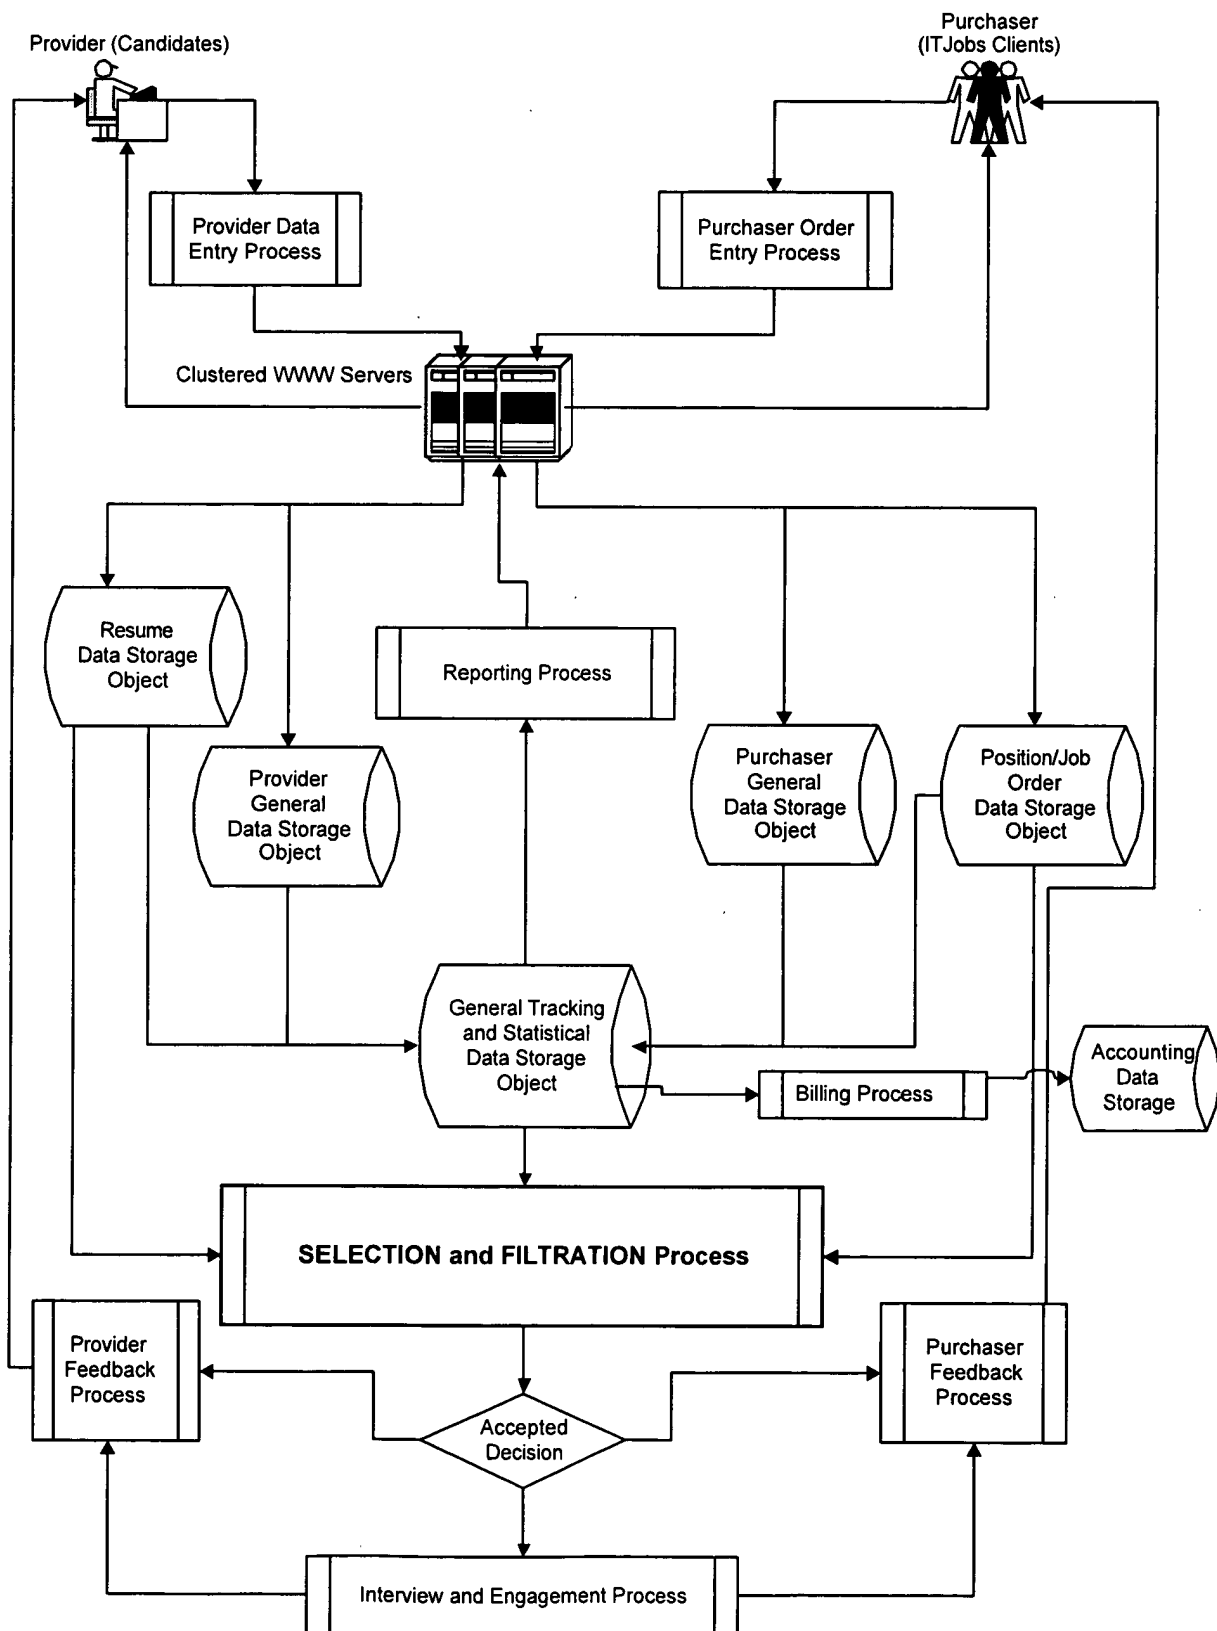 Provider (Candidates)
Purchaser
(ITJobs Clients)
Provider Data
Entry Process
Purchaser Order
Entry Process
Clustered WWW Servers
Resume
Data Storage
Object
Reporting Process
Provider
General
Data Storage
Object
Purchaser
General
Data Storage
Object
Position/Job
Order
Data Storage
Object
General Tracking
and Statistical
Data Storage
Object
Billing Process
Accounting
Data
Storage
SELECTION and FILTRATION Process
Provider
Feedback
Process
Accepted
Decision
Purchaser
Feedback
Process
Interview and Engagement Process